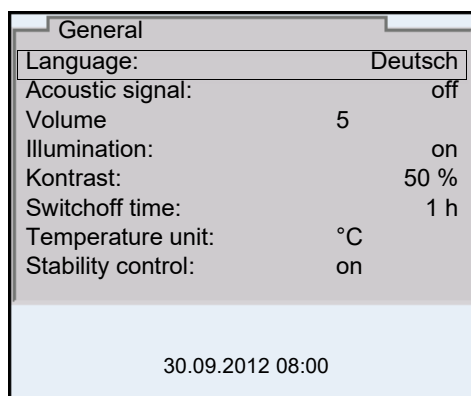 General
Language: Deutsch
Acoustic signal: off
Volume 5
Illumination: on
Kontrast: 50 %
Switchoff time: 1 h
Temperature unit: °C
Stability control: on
30.09.2012 08:00